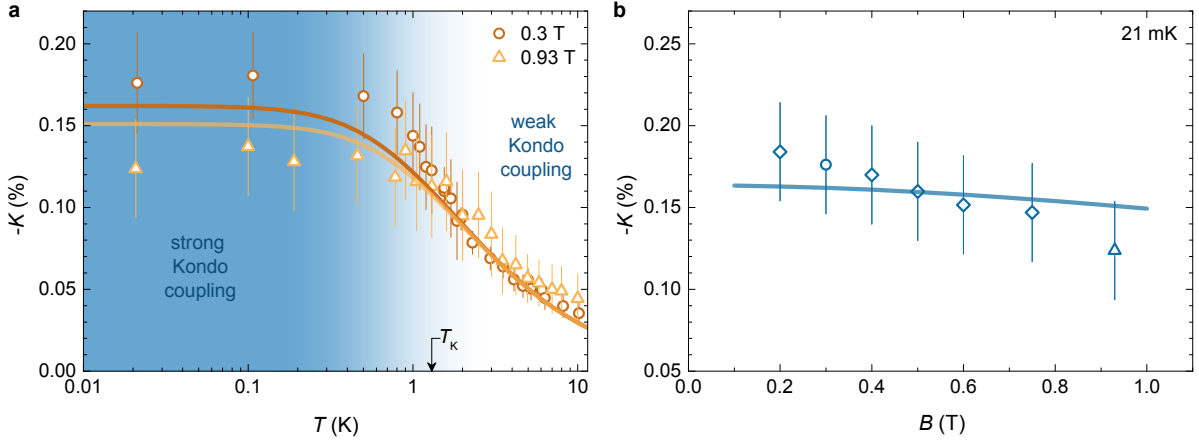 a
0.20
0.15
0.10
0.05
0.00
-K (%)
0.01
0.1
1
10
T (K)
0.3 T
0.93 T
strong
Kondo
coupling
weak
Kondo
coupling
TK
b
21 mK
0.25
0.20
0.15
0.10
0.05
-K (%)
0.0
0.2
0.4
0.6
0.8
1.0
B (T)